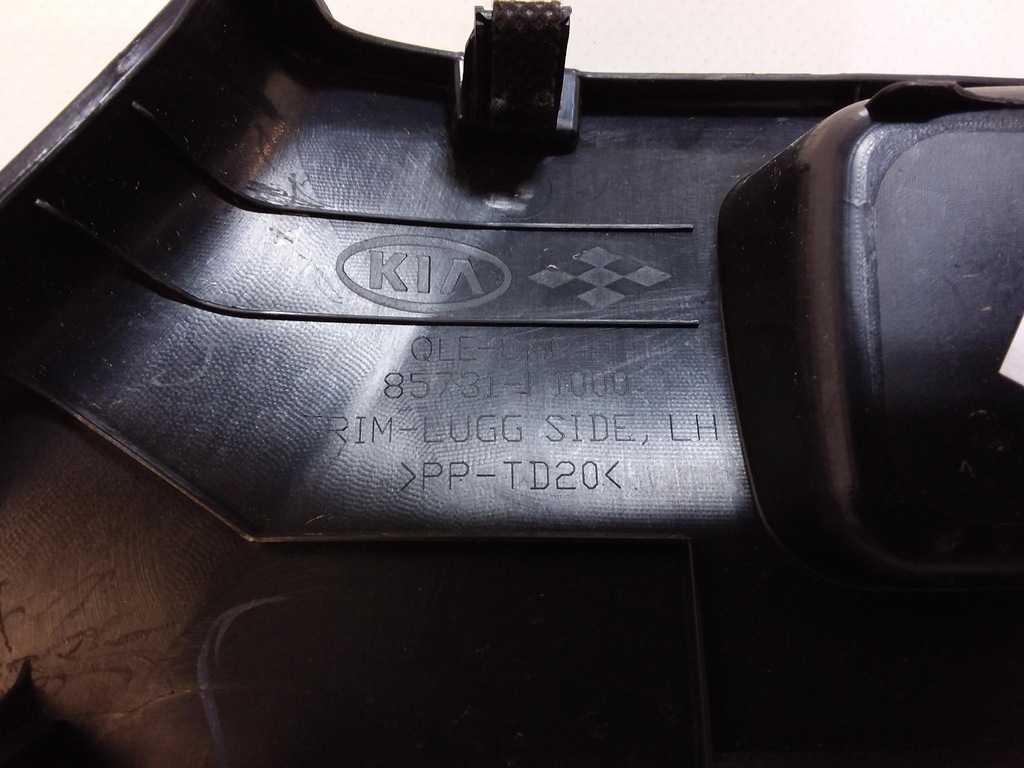 KIA
85731-
TRIM-LUGG SIDE, LH
>PP-TD20<